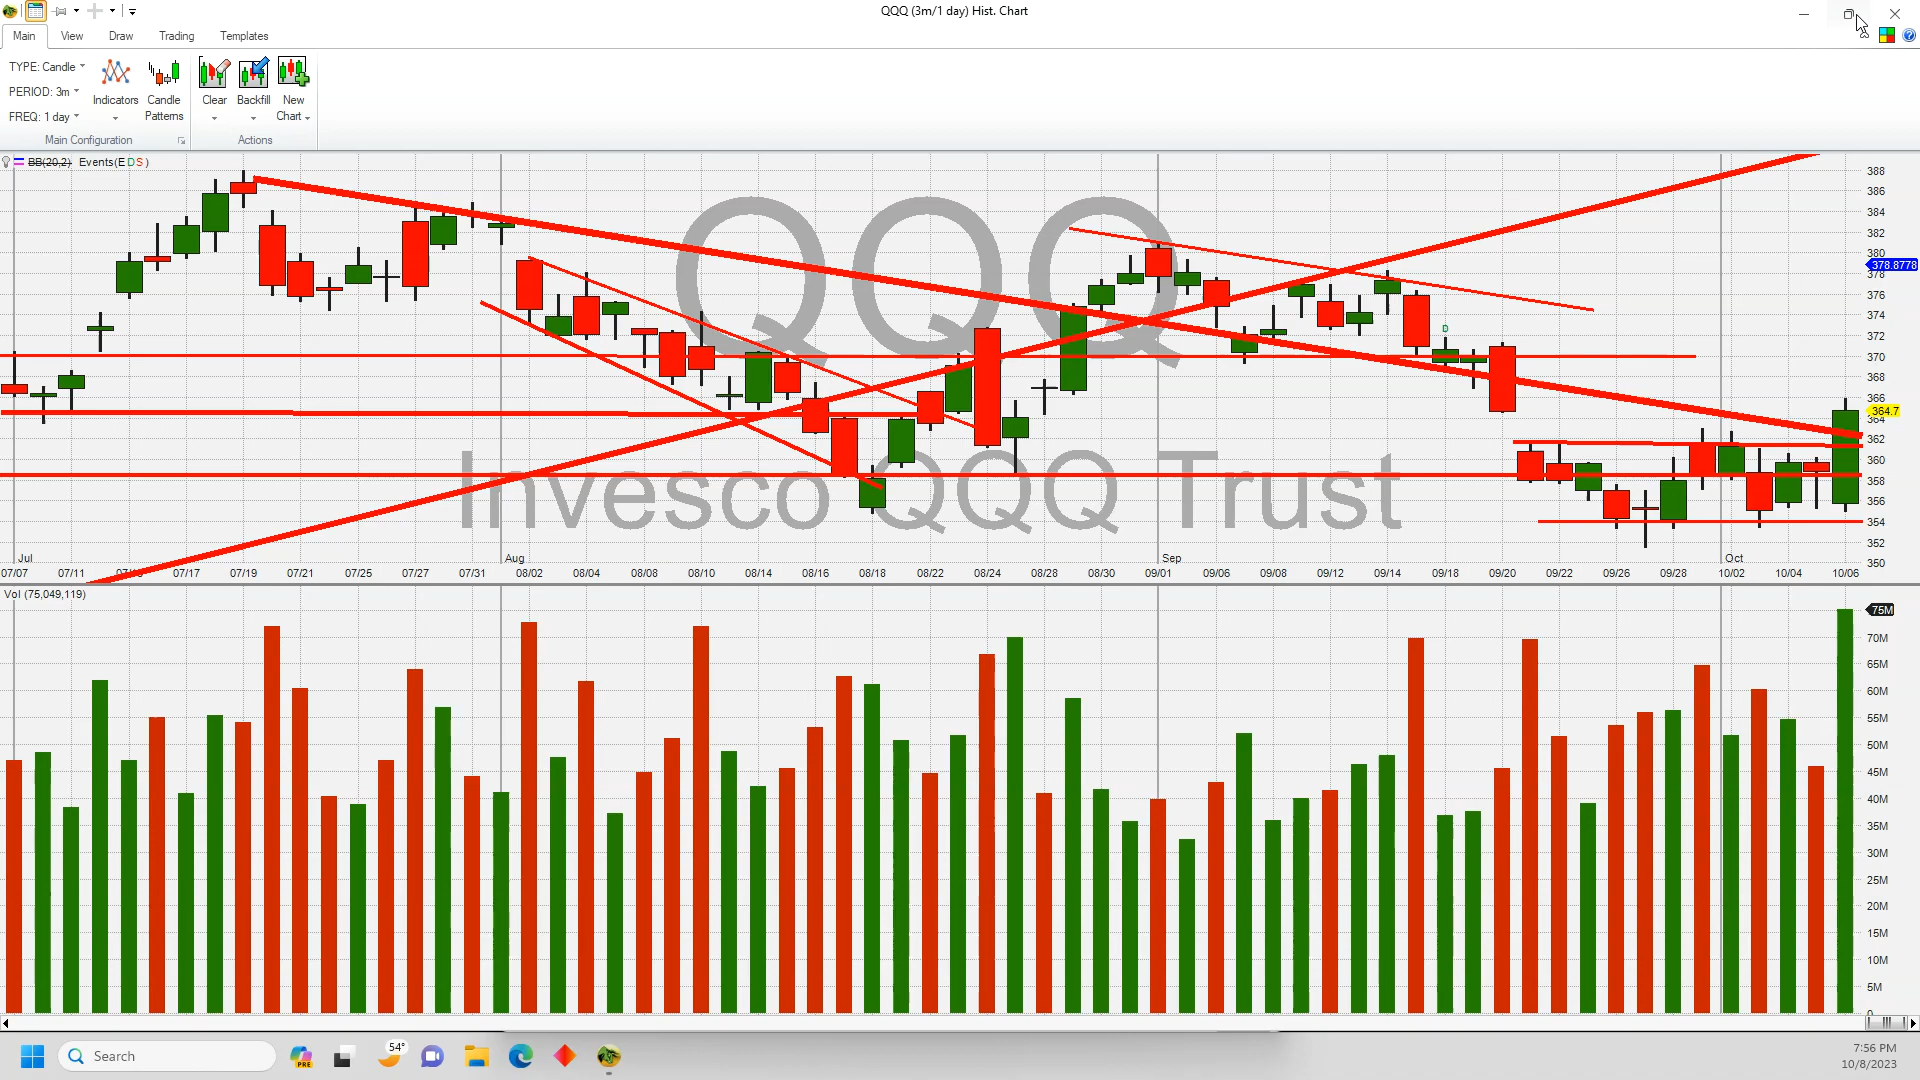 QQQ (3m/1 day) Hist. Chart
Main View Draw Trading Templates
TYPE: Candle
PERIOD: 3m
FREQ: 1 day
Indicators
Candle
Patterns
Clear
Backfill
New
Chart
Main Configuration
Actions
BB(20,2) Events(EDS)
QQQ
Invesco QQQ Trust
388
386
384
382
380
378.8778
378
376
374
372
370
368
366
364.7
364
362
360
358
356
354
352
350
D
Jul Aug Sep Oct
07/07 07/11 07/17 07/19 07/21 07/25 07/27 07/31 08/02 08/04 08/08 08/10 08/14 08/16 08/18 08/22 08/24 08/28 08/30 09/01 09/06 09/08 09/12 09/14 09/18 09/20 09/22 09/26 09/28 10/02 10/04 10/06
Vol (75,049,119)
75M
70M
65M
60M
55M
50M
45M
40M
35M
30M
25M
20M
15M
10M
5M
0
Search
PRE
54°
7:56 PM
10/8/2023